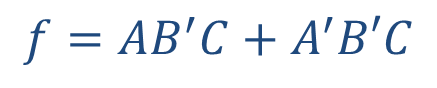 f = AB′C + A′B′C